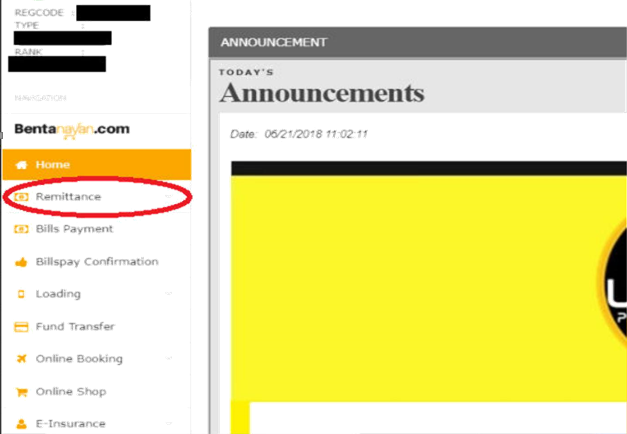 REGCODE :
TYPE :
RANK :
NAVIGATION
Bentanayan.com
Home
Remittance
Bills Payment
Billspay Confirmation
Loading
Fund Transfer
Online Booking
Online Shop
E-Insurance
ANNOUNCEMENT
TODAY'S
Announcements
Date: 06/21/2018 11:02:11